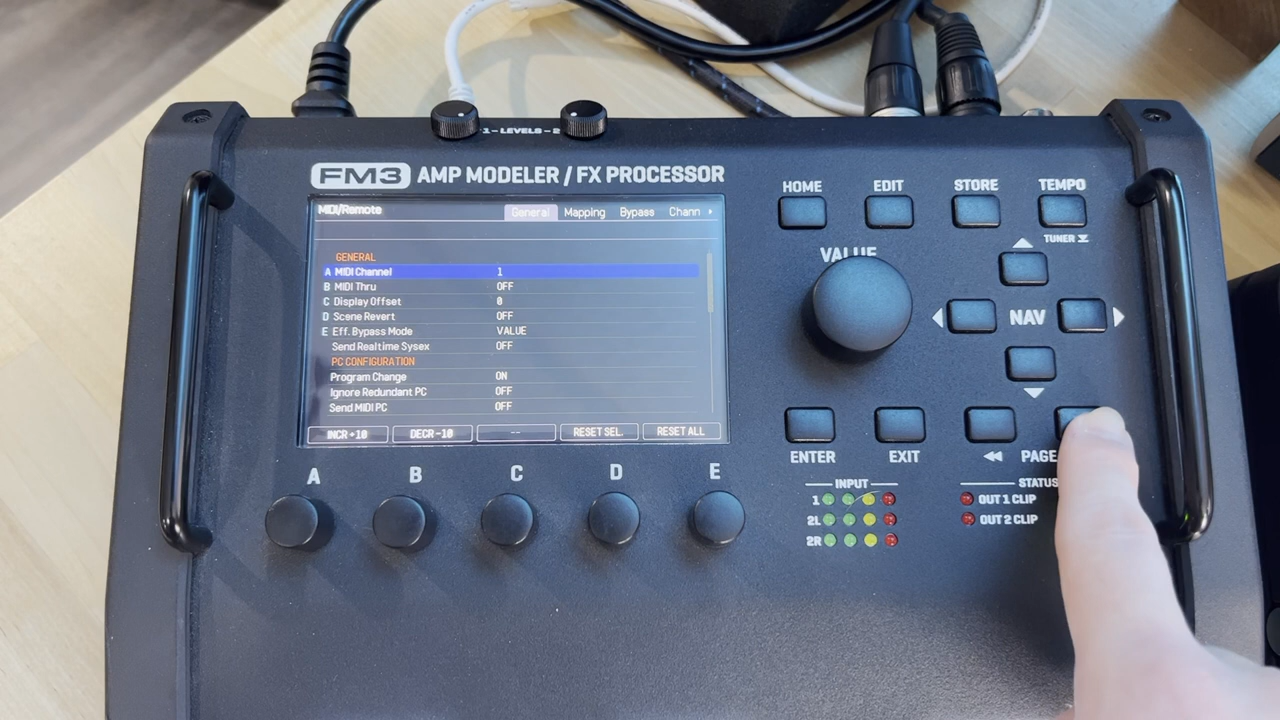 1 - LEVELS - 2
FM3 AMP MODELER / FX PROCESSOR
MIDI/Remote General Mapping Bypass Chann
GENERAL
A MIDI Channel 1
B MIDI Thru OFF
C Display Offset 0
D Scene Revert OFF
E Eff. Bypass Mode VALUE
Send Realtime Sysex OFF
PC CONFIGURATION
Program Change ON
Ignore Redundant PC OFF
Send MIDI PC OFF
INCR +10 DECR -10 -- RESET SEL. RESET ALL
A B C D E
HOME EDIT STORE TEMPO
TUNER
VALUE
NAV
ENTER EXIT PAGE
INPUT
1
2L
2R
STATUS
OUT 1 CLIP
OUT 2 CLIP